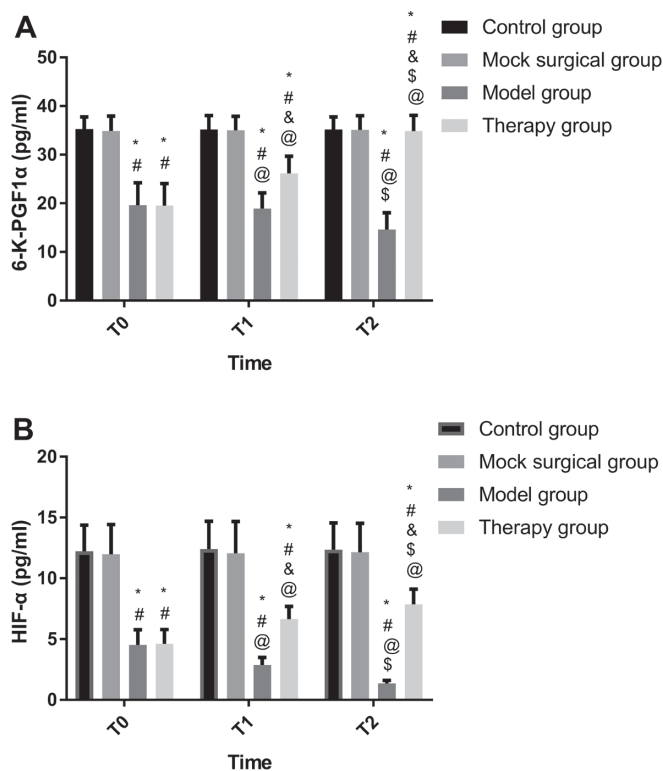 A
*
#
&
$
@
Control group
Mock surgical group
Model group
Therapy group
6-K-PGF1α (pg/ml)
50
40
30
20
10
0
*
#
*
#
*
#
@
*
#
&
@
*
#
@
$
T0
T1
T2
Time
B
Control group
Mock surgical group
Model group
Therapy group
HIF-α (pg/ml)
20
15
10
5
0
*
#
*
#
*
#
@
*
#
&
@
*
#
@
$
*
#
&
$
@
T0
T1
T2
Time